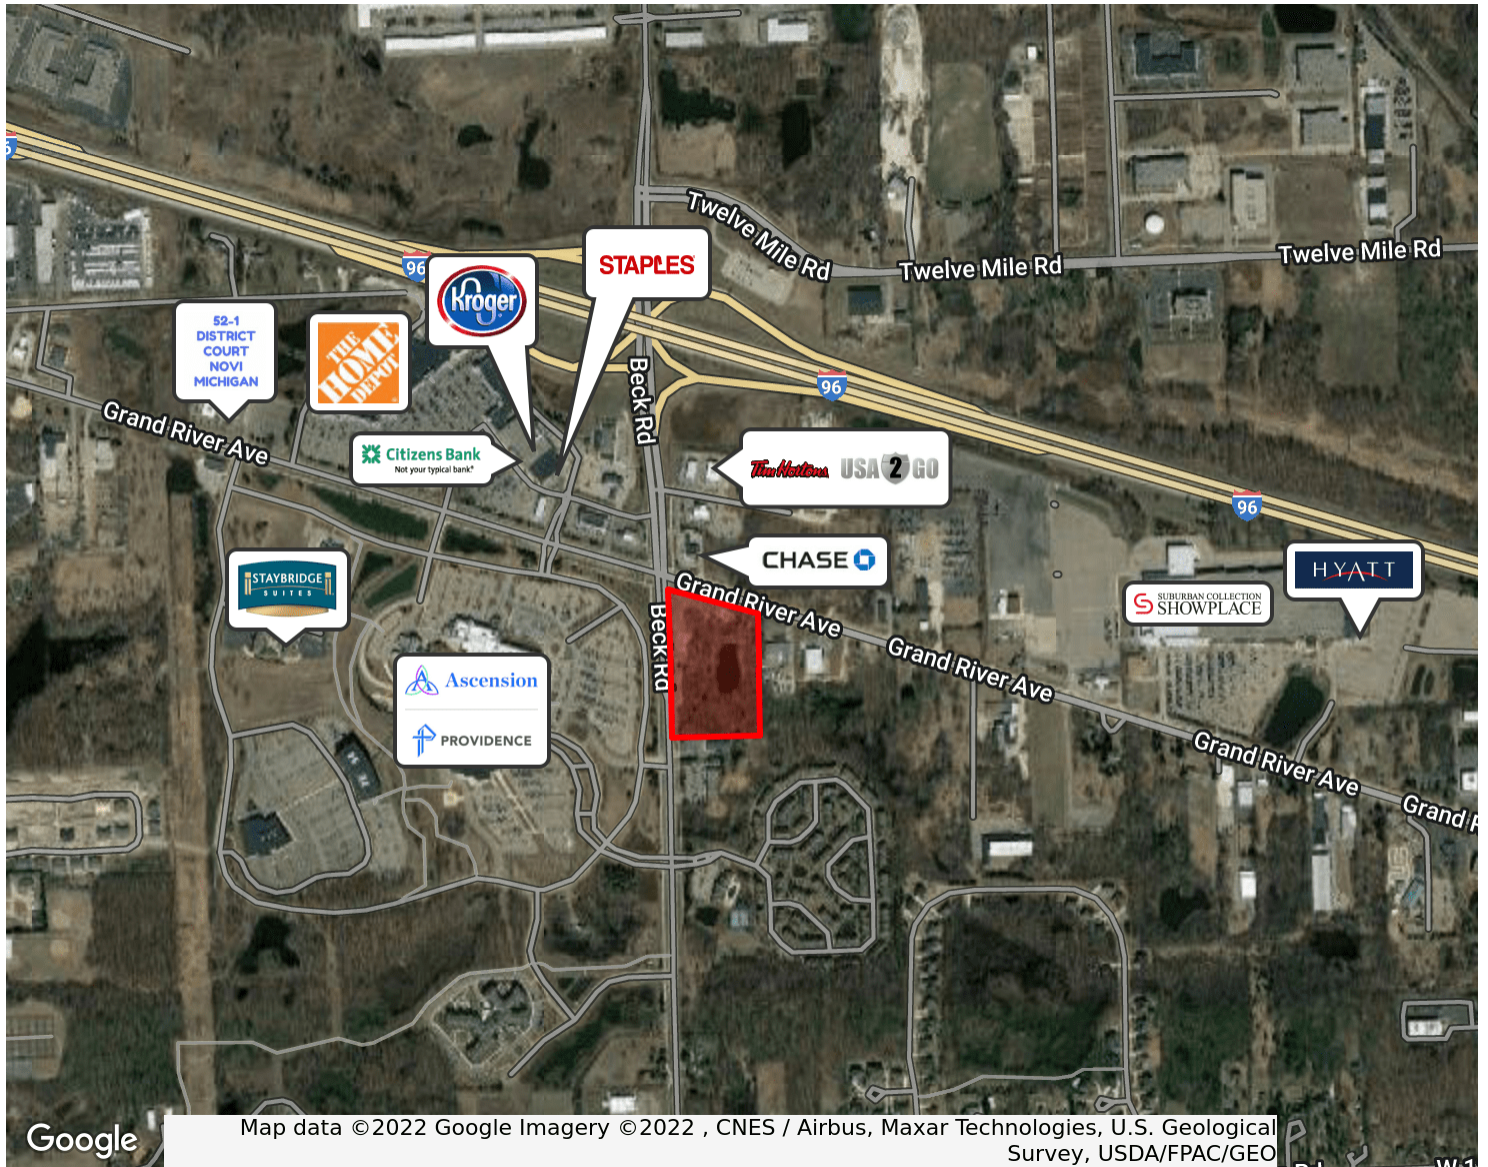 6
Twelve Mile Rd
Twelve Mile Rd
Twelve Mile Rd
96
Kroger
STAPLES
52-1
DISTRICT
COURT
NOVI
MICHIGAN
THE
HOME
DEPOT
96
Beck Rd
Grand River Ave
Citizens Bank
Not your typical bank.®
Tim Hortons USA 2 GO
96
CHASE
STAYBRIDGE
SUITES
HYATT
SUBURBAN COLLECTION
SHOWPLACE
Grand River Ave
Beck Rd
Grand River Ave
Ascension
PROVIDENCE
Grand River Ave
Grand R
Google
Map data ©2022 Google Imagery ©2022 , CNES / Airbus, Maxar Technologies, U.S. Geological
Survey, USDA/FPAC/GEO